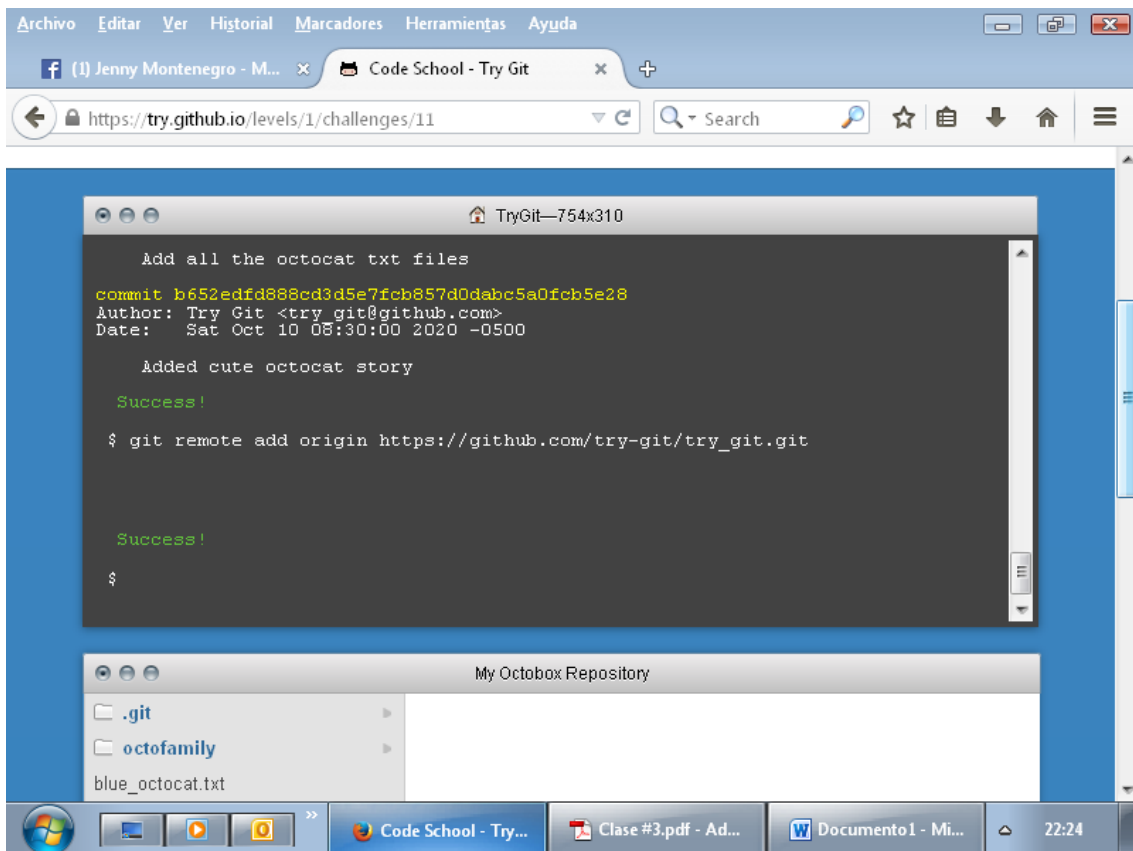 Archivo Editar Ver Historial Marcadores Herramientas Ayuda
(1) Jenny Montenegro - M... Code School - Try Git
https://try.github.io/levels/1/challenges/11 Search
TryGit—754x310
Add all the octocat txt files
commit b652edfd888cd3d5e7fcb857d0dabc5a0fcb5e28
Author: Try Git <try_git@github.com>
Date: Sat Oct 10 08:30:00 2020 -0500
Added cute octocat story
Success!
$ git remote add origin https://github.com/try-git/try_git.git
Success!
$
My Octobox Repository
.git
octofamily
blue_octocat.txt
Code School - Try... Clase #3.pdf - Ad... Documento1 - Mi... 22:24